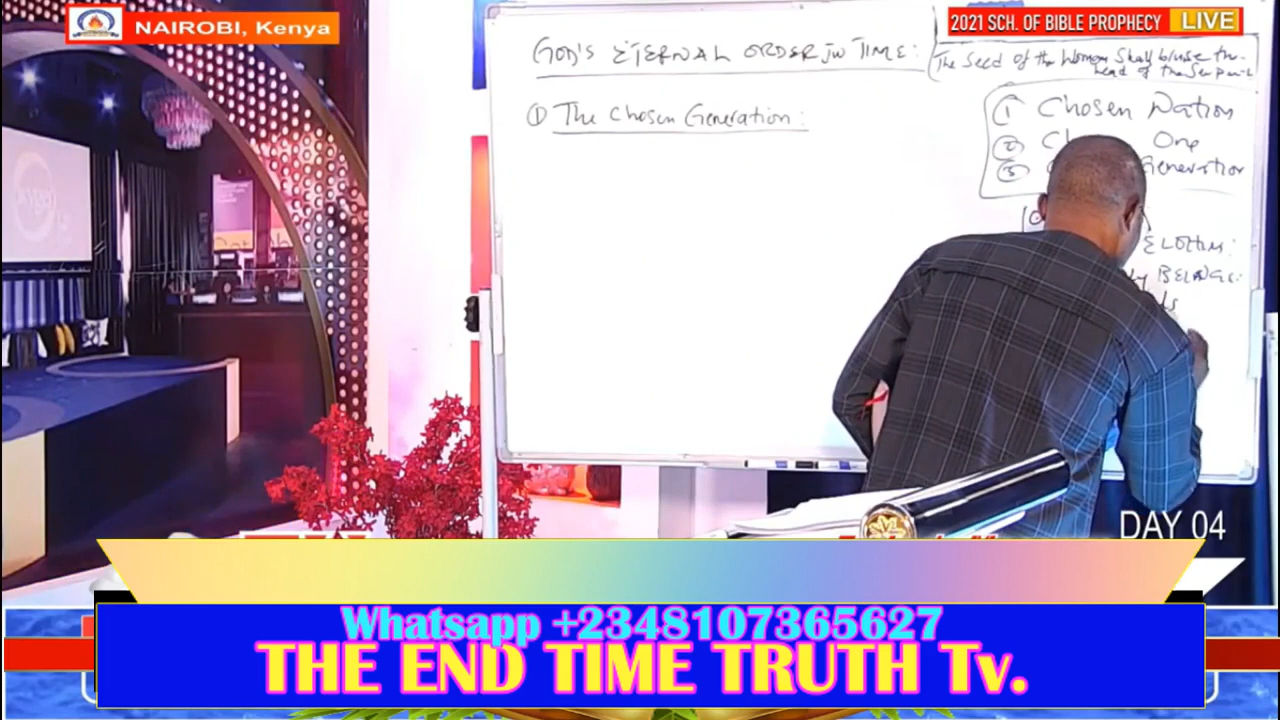 NAIROBI, Kenya
2021 SCH. OF BIBLE PROPHECY LIVE
GOD'S ETERNAL ORDER IN TIME:
The Seed of the Woman Shall bruise the
head of the Serpent
① The Chosen Generation:
① Chosen Nation
② One
③ Generation
ELOHIM:
DAY 04
Whatsapp +2348107365627
THE END TIME TRUTH Tv.